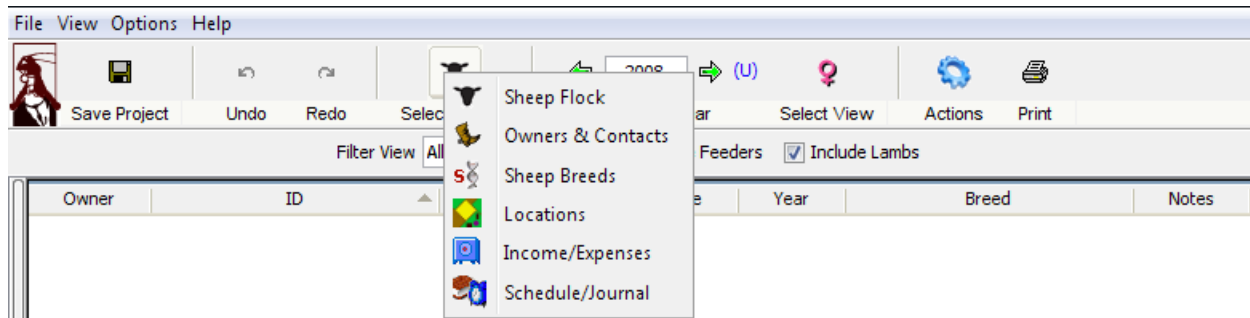 File View Options Help
2008 (U)
Save Project Undo Redo Selec ar Select View Actions Print
Filter View All Feeders Include Lambs
Owner ID e Year Breed Notes
Sheep Flock
Owners & Contacts
S Sheep Breeds
Locations
Income/Expenses
Schedule/Journal